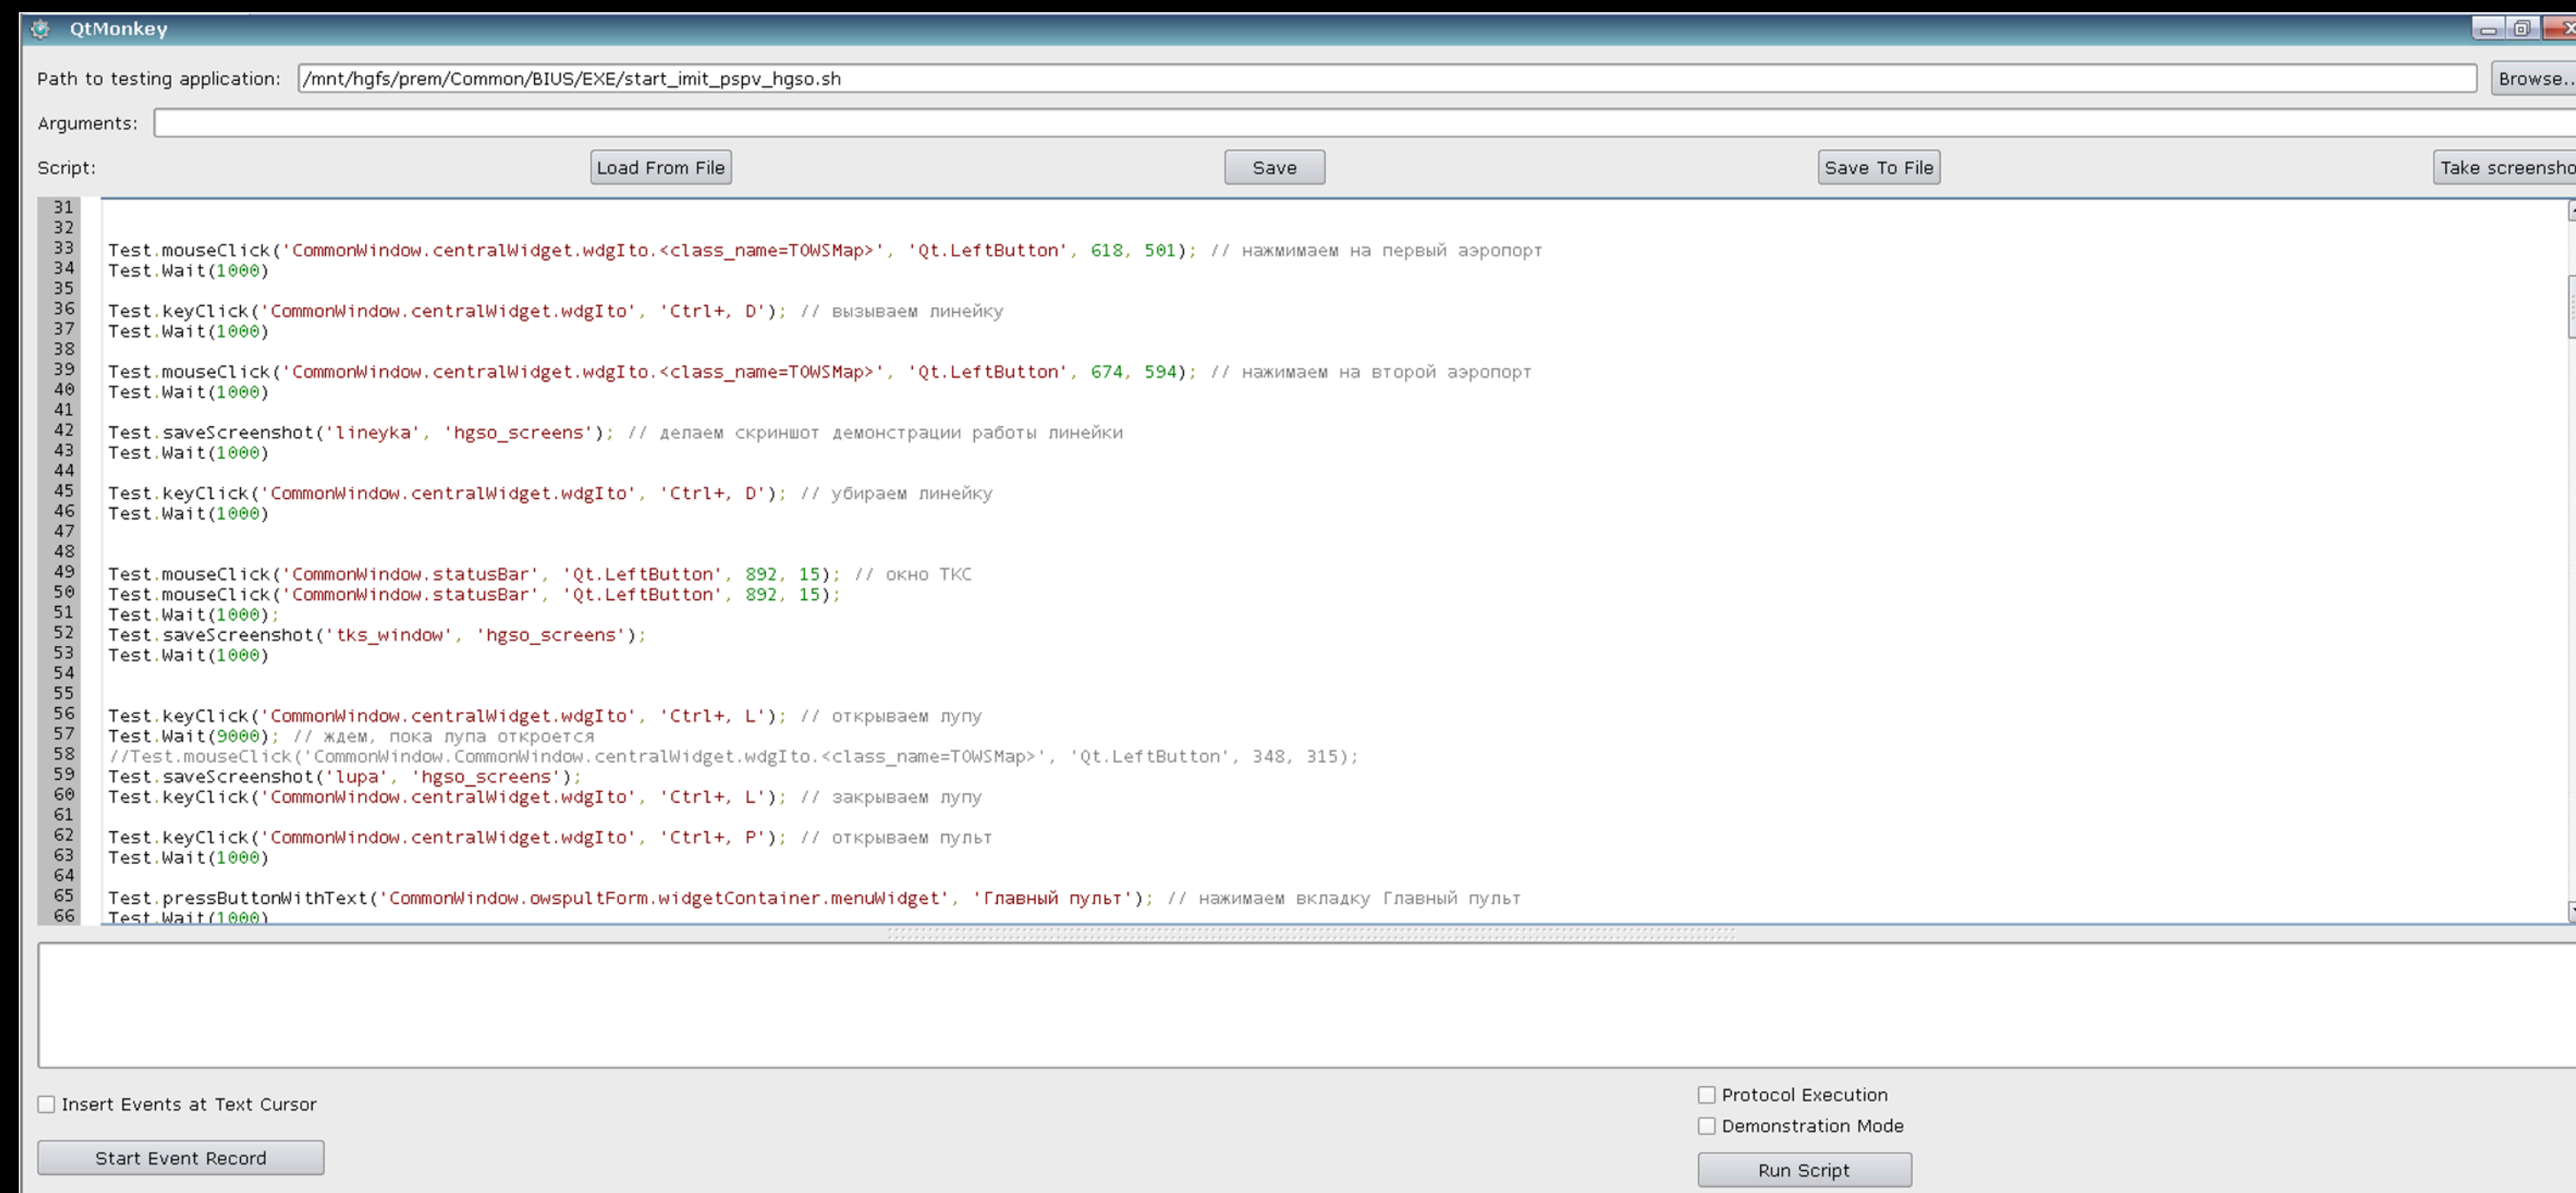 QtMonkey
Path to testing application: /mnt/hgfs/prem/Common/BIUS/EXE/start_imit_pspv_hgso.sh Browse..
Arguments:
Script: Load From File Save Save To File Take screensho
31
32
33 Test.mouseClick('CommonWindow.centralWidget.wdgIto.<class_name=TOWSMap>', 'Qt.LeftButton', 618, 501); // нажмимаем на первый аэропорт
34 Test.Wait(1000)
35
36 Test.keyClick('CommonWindow.centralWidget.wdgIto', 'Ctrl+, D'); // вызываем линейку
37 Test.Wait(1000)
38
39 Test.mouseClick('CommonWindow.centralWidget.wdgIto.<class_name=TOWSMap>', 'Qt.LeftButton', 674, 594); // нажимаем на второй аэропорт
40 Test.Wait(1000)
41
42 Test.saveScreenshot('lineyka', 'hgso_screens'); // делаем скриншот демонстрации работы линейки
43 Test.Wait(1000)
44
45 Test.keyClick('CommonWindow.centralWidget.wdgIto', 'Ctrl+, D'); // убираем линейку
46 Test.Wait(1000)
47
48
49 Test.mouseClick('CommonWindow.statusBar', 'Qt.LeftButton', 892, 15); // окно ТКС
50 Test.mouseClick('CommonWindow.statusBar', 'Qt.LeftButton', 892, 15);
51 Test.Wait(1000);
52 Test.saveScreenshot('tks_window', 'hgso_screens');
53 Test.Wait(1000)
54
55
56 Test.keyClick('CommonWindow.centralWidget.wdgIto', 'Ctrl+, L'); // открываем лупу
57 Test.Wait(9000); // ждем, пока лупа откроется
58 //Test.mouseClick('CommonWindow.CommonWindow.centralWidget.wdgIto.<class_name=TOWSMap>', 'Qt.LeftButton', 348, 315);
59 Test.saveScreenshot('lupa', 'hgso_screens');
60 Test.keyClick('CommonWindow.centralWidget.wdgIto', 'Ctrl+, L'); // закрываем лупу
61
62 Test.keyClick('CommonWindow.centralWidget.wdgIto', 'Ctrl+, P'); // открываем пульт
63 Test.Wait(1000)
64
65 Test.pressButtonWithText('CommonWindow.owspultForm.widgetContainer.menuWidget', 'Главный пульт'); // нажимаем вкладку Главный пульт
66 Test.Wait(1000)
Insert Events at Text Cursor
Protocol Execution
Demonstration Mode
Start Event Record
Run Script